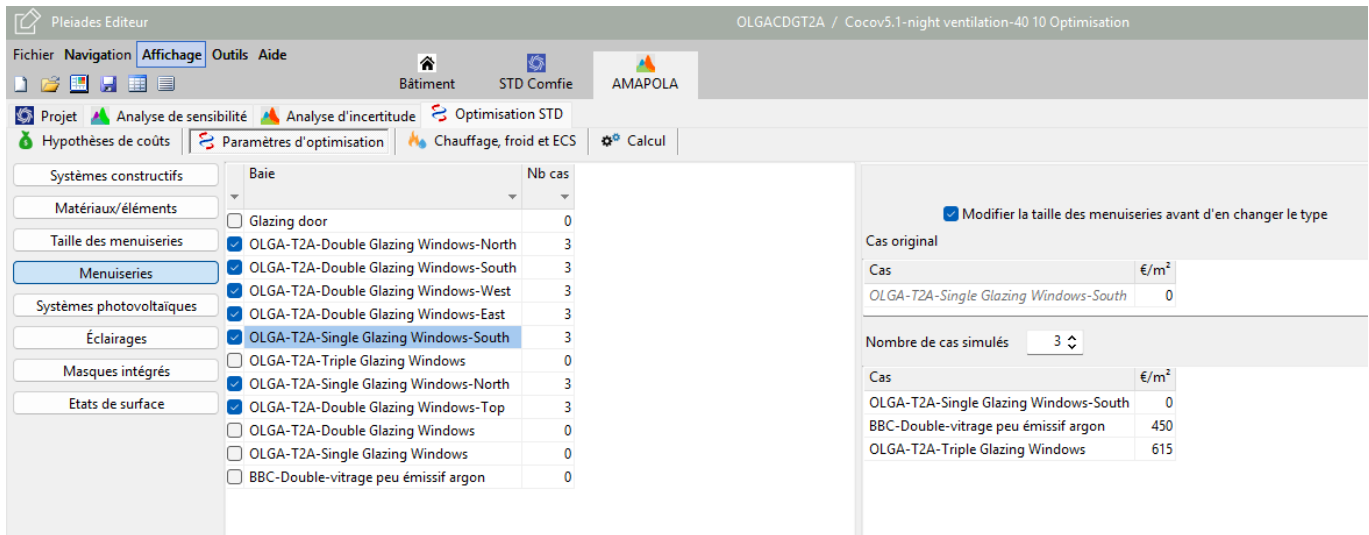 Pleiades Editeur
OLGACDGT2A / Cocov5.1-night ventilation-40 10 Optimisation
Fichier Navigation Affichage Outils Aide
Bâtiment STD Comfie AMAPOLA
Projet Analyse de sensibilité Analyse d'incertitude Optimisation STD
Hypothèses de coûts Paramètres d'optimisation Chauffage, froid et ECS Calcul
Systèmes constructifs
Matériaux/éléments
Taille des menuiseries
Menuiseries
Systèmes photovoltaïques
Éclairages
Masques intégrés
Etats de surface
Baie Nb cas
Glazing door 0
OLGA-T2A-Double Glazing Windows-North 3
OLGA-T2A-Double Glazing Windows-South 3
OLGA-T2A-Double Glazing Windows-West 3
OLGA-T2A-Double Glazing Windows-East 3
OLGA-T2A-Single Glazing Windows-South 3
OLGA-T2A-Triple Glazing Windows 0
OLGA-T2A-Single Glazing Windows-North 3
OLGA-T2A-Double Glazing Windows-Top 3
OLGA-T2A-Double Glazing Windows 0
OLGA-T2A-Single Glazing Windows 0
BBC-Double-vitrage peu émissif argon 0
Modifier la taille des menuiseries avant d'en changer le type
Cas original
Cas €/m²
OLGA-T2A-Single Glazing Windows-South 0
Nombre de cas simulés 3
Cas €/m²
OLGA-T2A-Single Glazing Windows-South 0
BBC-Double-vitrage peu émissif argon 450
OLGA-T2A-Triple Glazing Windows 615